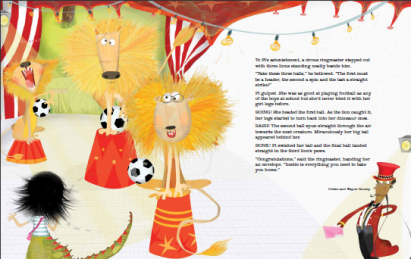 To Pi's astonishment, a circus ringmaster stepped out
with three lions standing neatly beside him.
"Take these three balls," he bellowed. "The first must
be a header, the second a spin and the last a straight
strike!"
Pi gulped. She was as good at playing football as any
of the boys at school but she'd never tried it with her
girl legs before.
BOING! She headed the first ball. As the lion caught it,
her legs started to turn back into her dinosaur ones.
The second ball spun straight through the air
towards the next creature. Miraculously her big tail
appeared behind her.
Pi switched her tail and the final ball landed
straight in the third lion's paws.
"Congratulations," said the ringmaster, handing her
an envelope. "Inside is everything you need to take
you home."